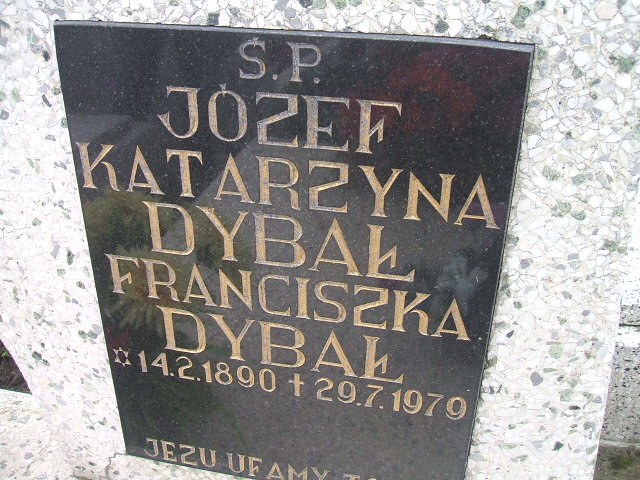 Ś.P.
JÓZEF
KATARZYNA
DYBAŁ
FRANCISZKA
DYBAŁ
✡ 14.2.1890 † 29.7.1979
JEZU UFAMY